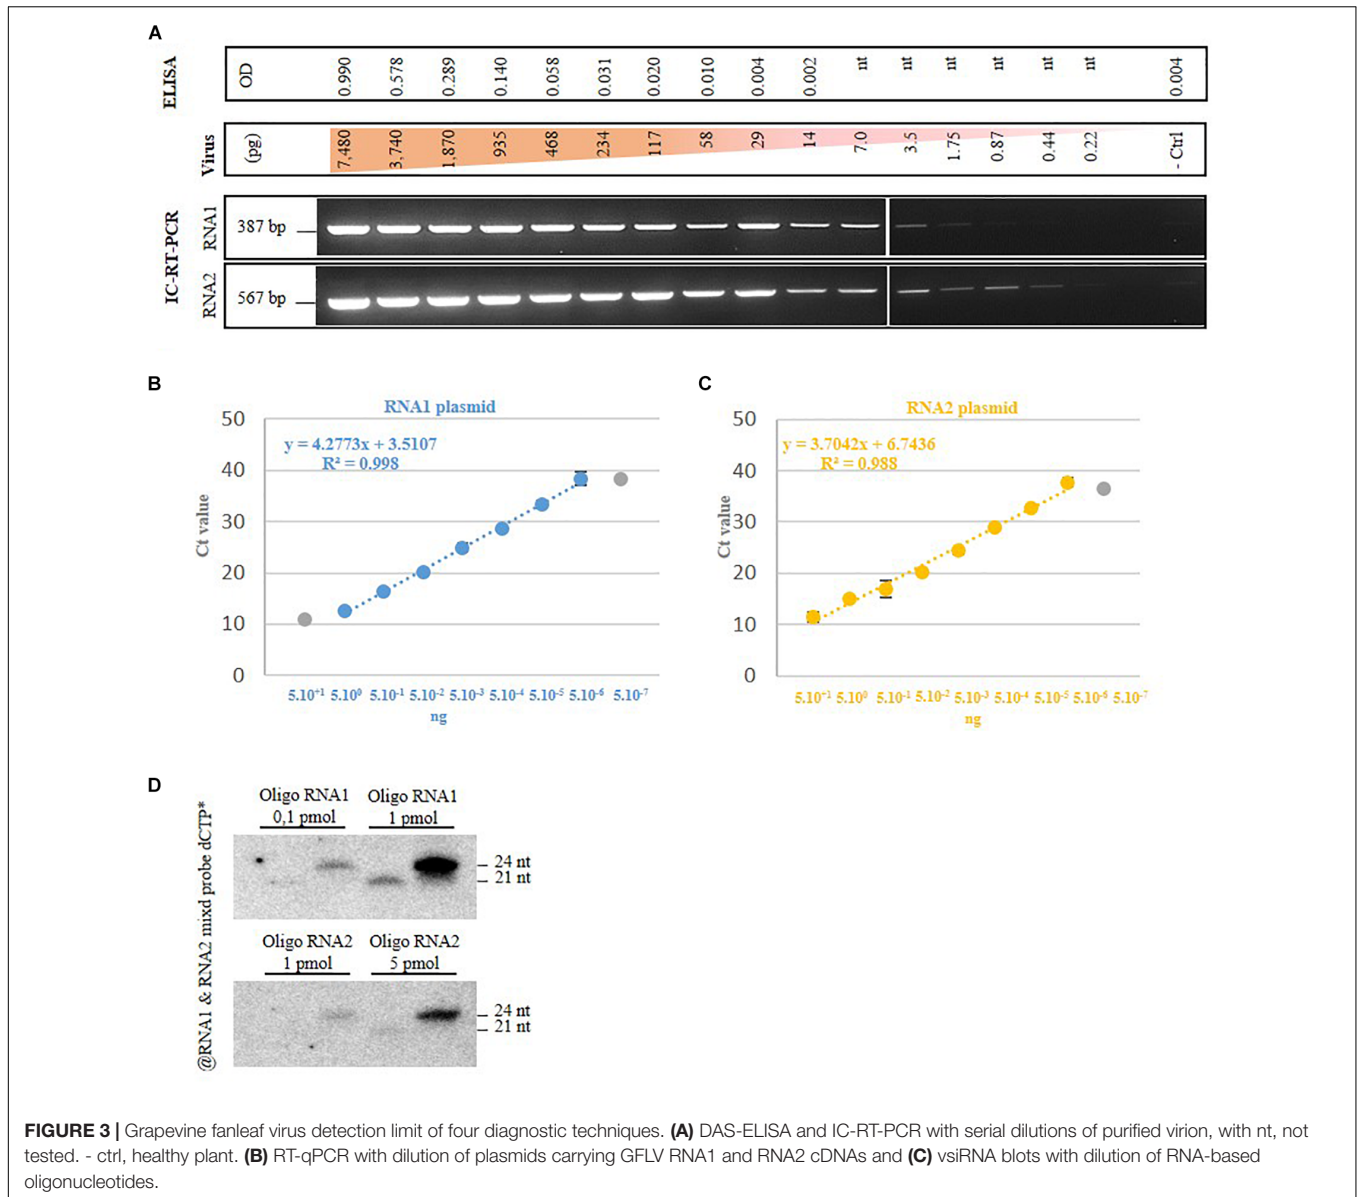 A
ELISA
OD 0.990 0.578 0.289 0.140 0.058 0.031 0.020 0.010 0.004 0.002 nt nt nt nt nt nt 0.004
Virus
(pg) 7,480 3,740 1,870 935 468 234 117 58 29 14 7.0 3.5 1.75 0.87 0.44 0.22 - Ctrl
IC-RT-PCR
RNA1 387 bp
RNA2 567 bp
B
RNA1 plasmid
y = 4.2773x + 3.5107
R² = 0.998
Ct value
50
40
30
20
10
0
5.10⁺¹ 5.10⁰ 5.10⁻¹ 5.10⁻² 5.10⁻³ 5.10⁻⁴ 5.10⁻⁵ 5.10⁻⁶ 5.10⁻⁷
ng
C
RNA2 plasmid
y = 3.7042x + 6.7436
R² = 0.988
Ct value
50
40
30
20
10
0
5.10⁺¹ 5.10⁰ 5.10⁻¹ 5.10⁻² 5.10⁻³ 5.10⁻⁴ 5.10⁻⁵ 5.10⁻⁶ 5.10⁻⁷
ng
D
@RNA1 & RNA2 mixd probe dCTP*
Oligo RNA1 Oligo RNA1
0,1 pmol 1 pmol
24 nt
21 nt
Oligo RNA2 Oligo RNA2
1 pmol 5 pmol
24 nt
21 nt
FIGURE 3 | Grapevine fanleaf virus detection limit of four diagnostic techniques. (A) DAS-ELISA and IC-RT-PCR with serial dilutions of purified virion, with nt, not
tested. - ctrl, healthy plant. (B) RT-qPCR with dilution of plasmids carrying GFLV RNA1 and RNA2 cDNAs and (C) vsiRNA blots with dilution of RNA-based
oligonucleotides.